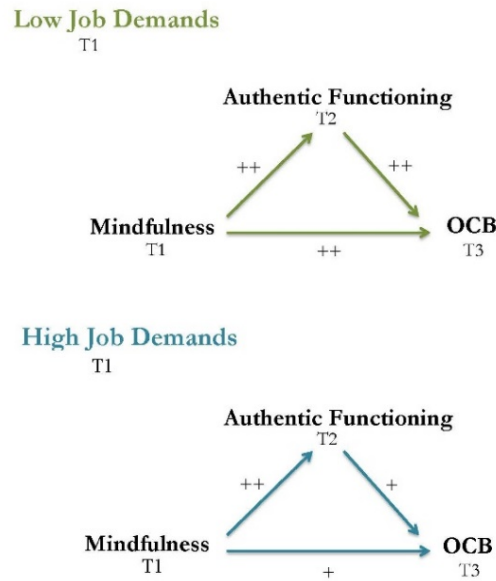 Low Job Demands
T1
Authentic Functioning
T2
++
++
Mindfulness
OCB
T1
++
T3
High Job Demands
T1
Authentic Functioning
T2
++
+
Mindfulness
OCB
T1
+
T3